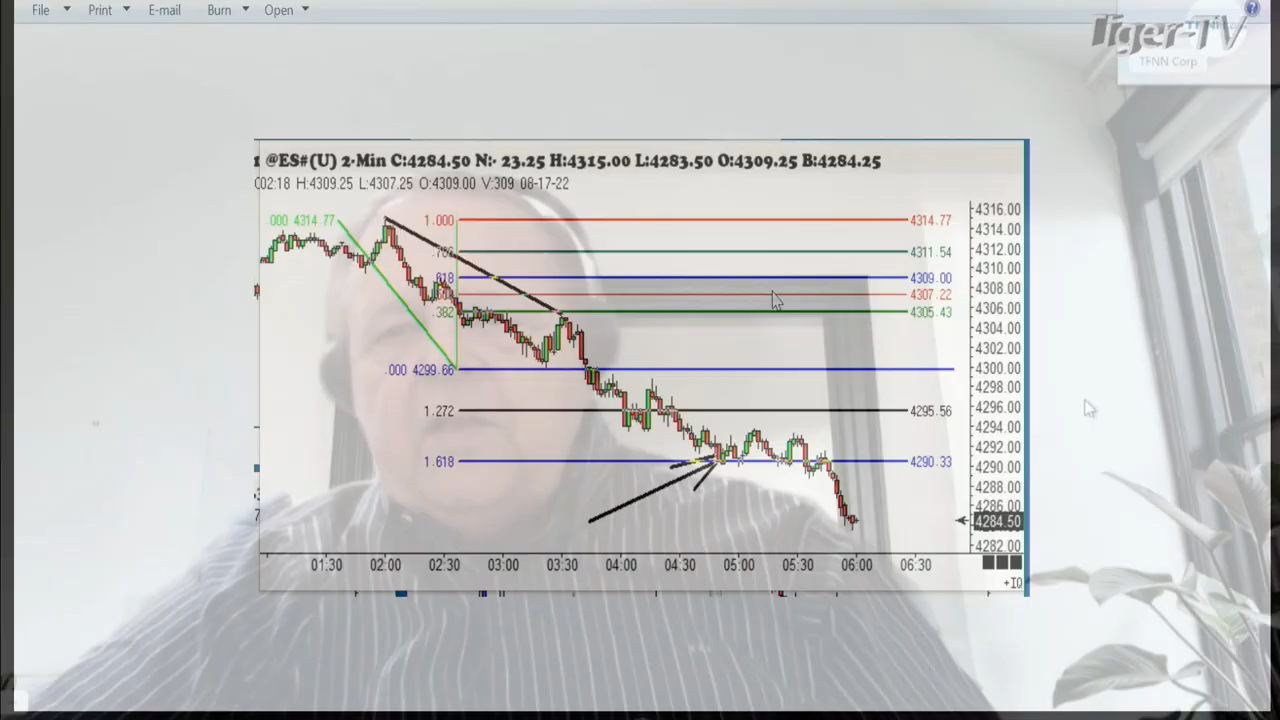 File Print E-mail Burn Open
Tiger-TV
TFNN Corp
@ES#(U) 2-Min C:4284.50 N:- 23.25 H:4315.00 L:4283.50 O:4309.25 B:4284.25
02:18 H:4309.25 L:4307.25 O:4309.00 V:309 08-17-22
4316.00
000 4314.77 1.000 4314.77
4314.00
4312.00
.786 4311.54
4310.00
.618 4309.00
4308.00
4307.22
4306.00
.382 4305.43
4304.00
4302.00
.000 4299.66 4300.00
4298.00
4296.00
1.272 4295.56
4294.00
4292.00
1.618 4290.33 4290.00
4288.00
4286.00
4284.50
4282.00
01:30 02:00 02:30 03:00 03:30 04:00 04:30 05:00 05:30 06:00 06:30
+10